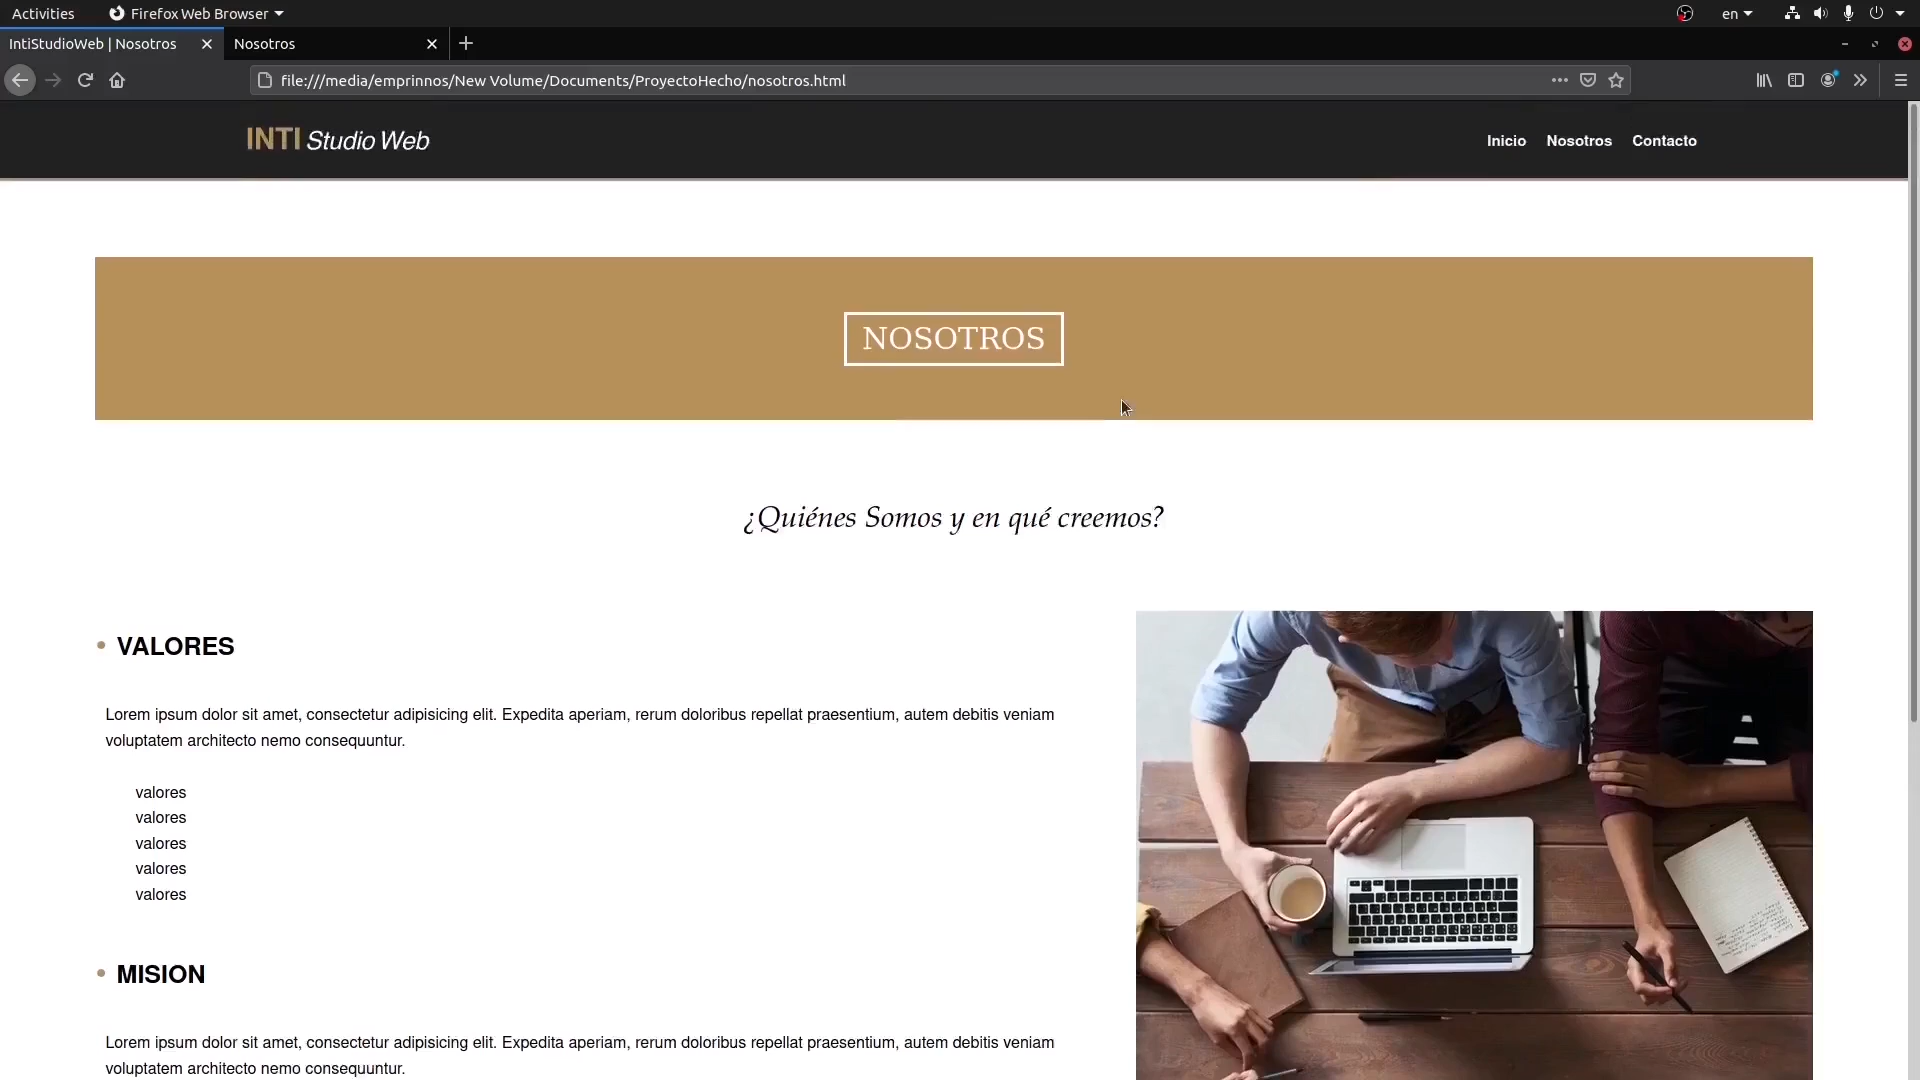 Activities
Firefox Web Browser
en
IntiStudioWeb | Nosotros
Nosotros
file:///media/emprinnos/New Volume/Documents/ProyectoHecho/nosotros.html
INTI Studio Web
Inicio
Nosotros
Contacto
NOSOTROS
¿Quiénes Somos y en qué creemos?
VALORES
Lorem ipsum dolor sit amet, consectetur adipisicing elit. Expedita aperiam, rerum doloribus repellat praesentium, autem debitis veniam
voluptatem architecto nemo consequuntur.
valores
valores
valores
valores
valores
MISION
Lorem ipsum dolor sit amet, consectetur adipisicing elit. Expedita aperiam, rerum doloribus repellat praesentium, autem debitis veniam
voluptatem architecto nemo consequuntur.